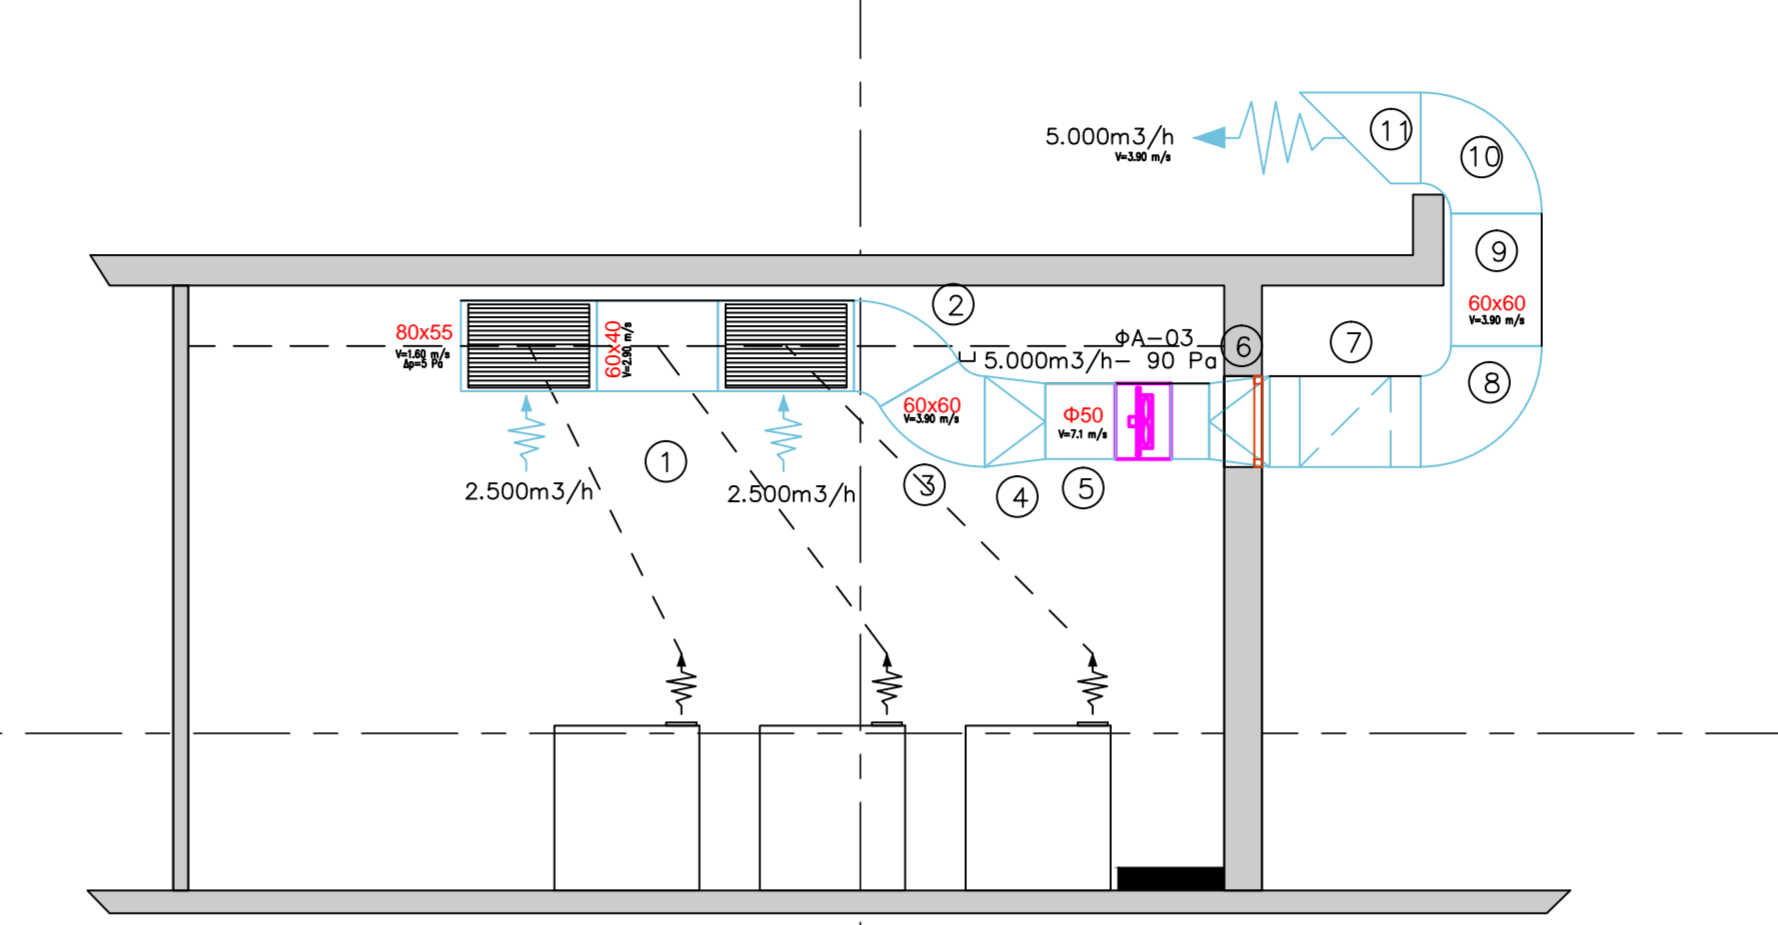 11
5.000m3/h
V=3.90 m/s
10
9
60x60
V=3.90 m/s
2
80x55
V=1.60 m/s
Δp=5 Pa
60x40
V=2.90 m/s
ΦA-03
5.000m3/h- 90 Pa
6
7
8
60x60
V=3.90 m/s
Φ50
V=7.1 m/s
1
2.500m3/h
2.500m3/h
3
4
5